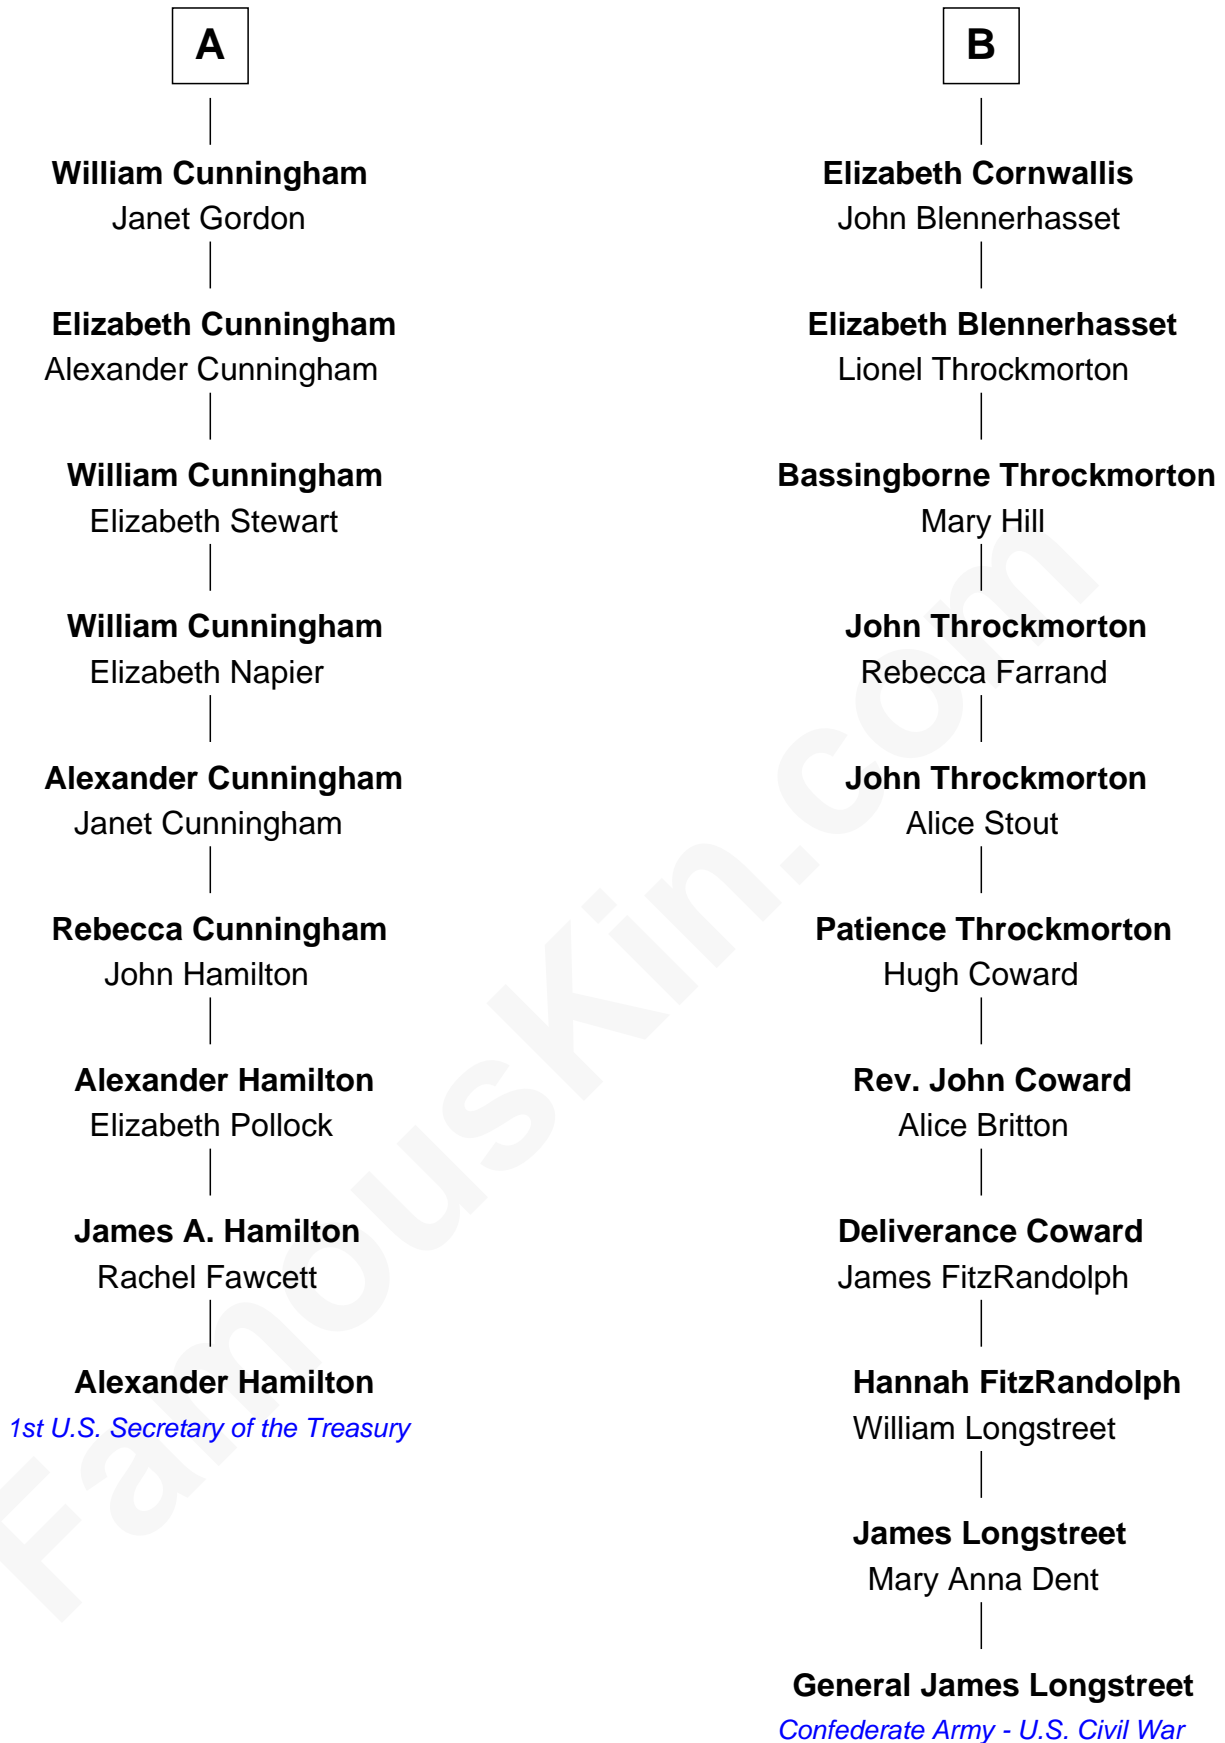 A
William Cunningham
Janet Gordon
Elizabeth Cunningham
Alexander Cunningham
William Cunningham
Elizabeth Stewart
William Cunningham
Elizabeth Napier
Alexander Cunningham
Janet Cunningham
Rebecca Cunningham
John Hamilton
Alexander Hamilton
Elizabeth Pollock
James A. Hamilton
Rachel Fawcett
Alexander Hamilton
1st U.S. Secretary of the Treasury
B
Elizabeth Cornwallis
John Blennerhasset
Elizabeth Blennerhasset
Lionel Throckmorton
Bassingborne Throckmorton
Mary Hill
John Throckmorton
Rebecca Farrand
John Throckmorton
Alice Stout
Patience Throckmorton
Hugh Coward
Rev. John Coward
Alice Britton
Deliverance Coward
James FitzRandolph
Hannah FitzRandolph
William Longstreet
James Longstreet
Mary Anna Dent
General James Longstreet
Confederate Army - U.S. Civil War
FamousKin.com